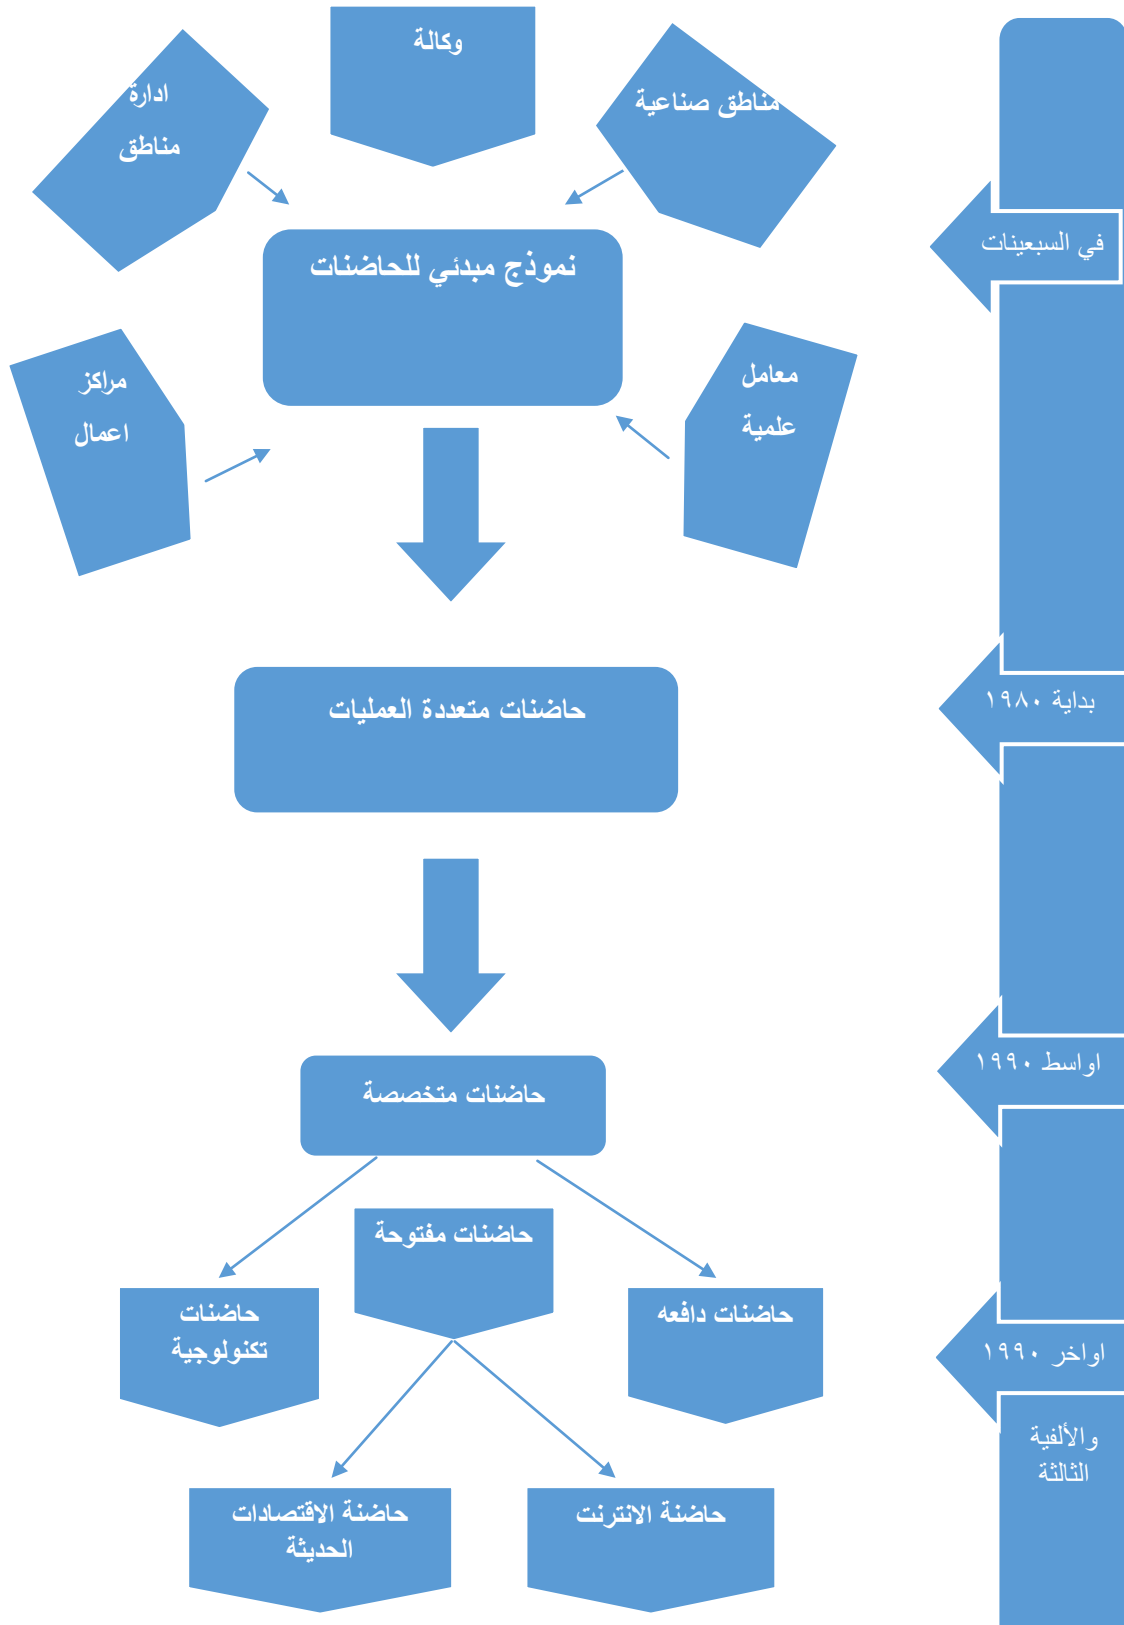 وكالة
مناطق صناعية
ادارة
مناطق
في السبعينات
نموذج مبدئي للحاضنات
معامل
علمية
مراكز
اعمال
بداية ١٩٨٠
حاضنات متعددة العمليات
اواسط ١٩٩٠
حاضنات متخصصة
حاضنات مفتوحة
حاضنات دافعه
حاضنات
تكنولوجية
اواخر ١٩٩٠
والألفية
الثالثة
حاضنة الانترنت
حاضنة الاقتصادات
الحديثة